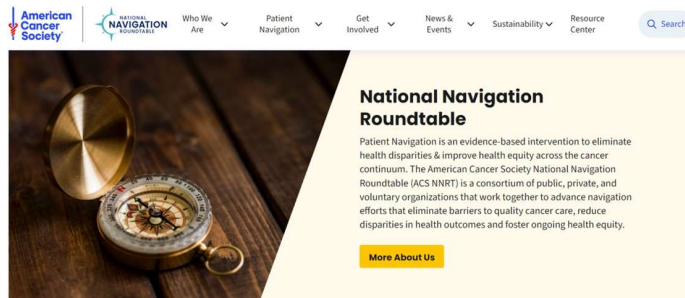 American
Cancer
Society
NATIONAL
NAVIGATION
ROUNDTABLE
Who We
Are
Patient
Navigation
Get
Involved
News &
Events
Sustainability
Resource
Center
Search
National Navigation
Roundtable
Patient Navigation is an evidence-based intervention to eliminate
health disparities & improve health equity across the cancer
continuum. The American Cancer Society National Navigation
Roundtable (ACS NNRT) is a consortium of public, private, and
voluntary organizations that work together to advance navigation
efforts that eliminate barriers to quality cancer care, reduce
disparities in health outcomes and foster ongoing health equity.
More About Us